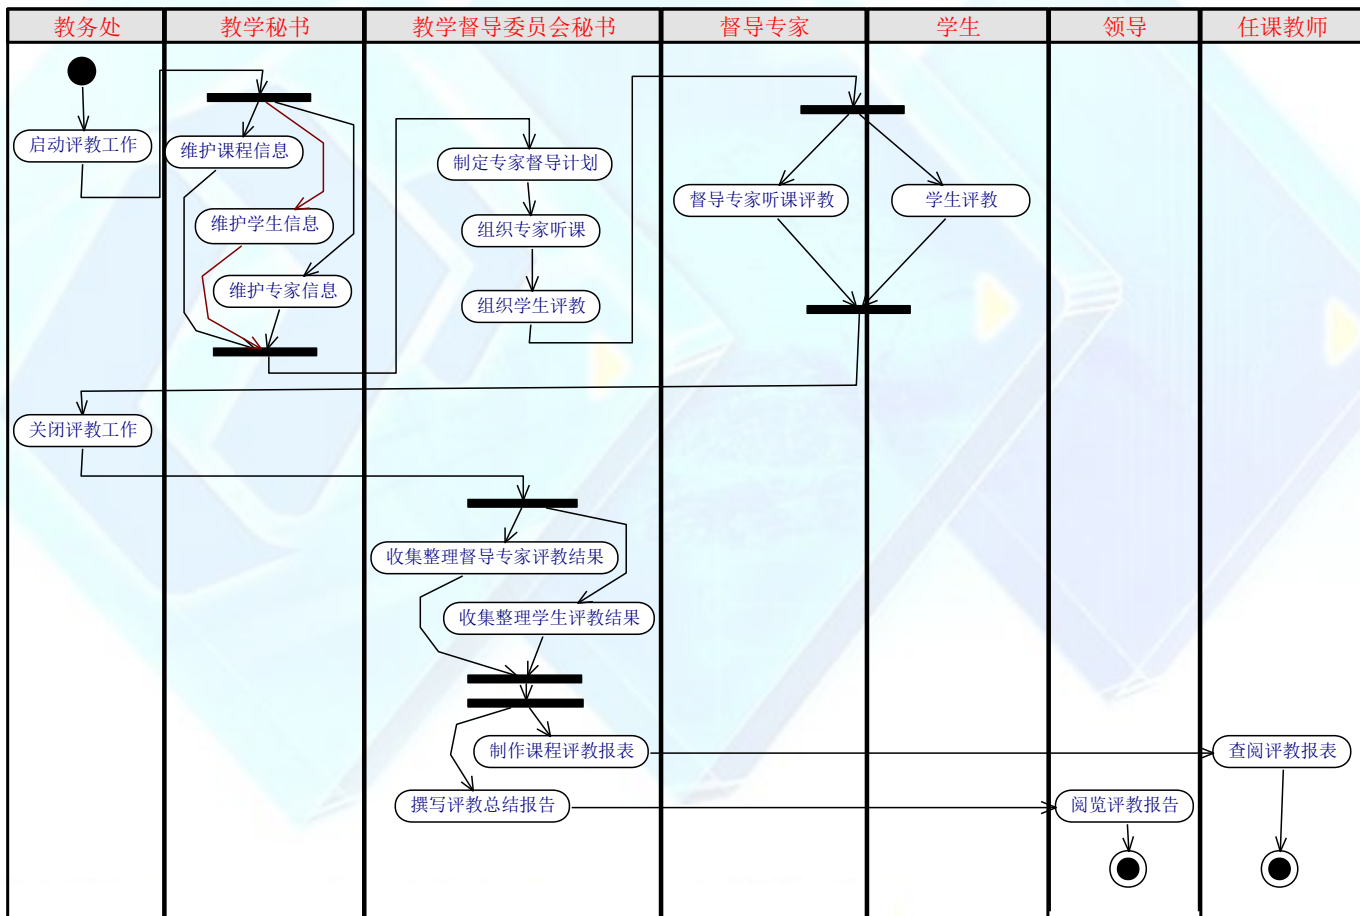 教务处
教学秘书
教学督导委员会秘书
督导专家
学生
领导
任课教师
启动评教工作
维护课程信息
制定专家督导计划
督导专家听课评教
学生评教
维护学生信息
组织专家听课
维护专家信息
组织学生评教
关闭评教工作
收集整理督导专家评教结果
收集整理学生评教结果
制作课程评教报表
查阅评教报表
撰写评教总结报告
阅览评教报告